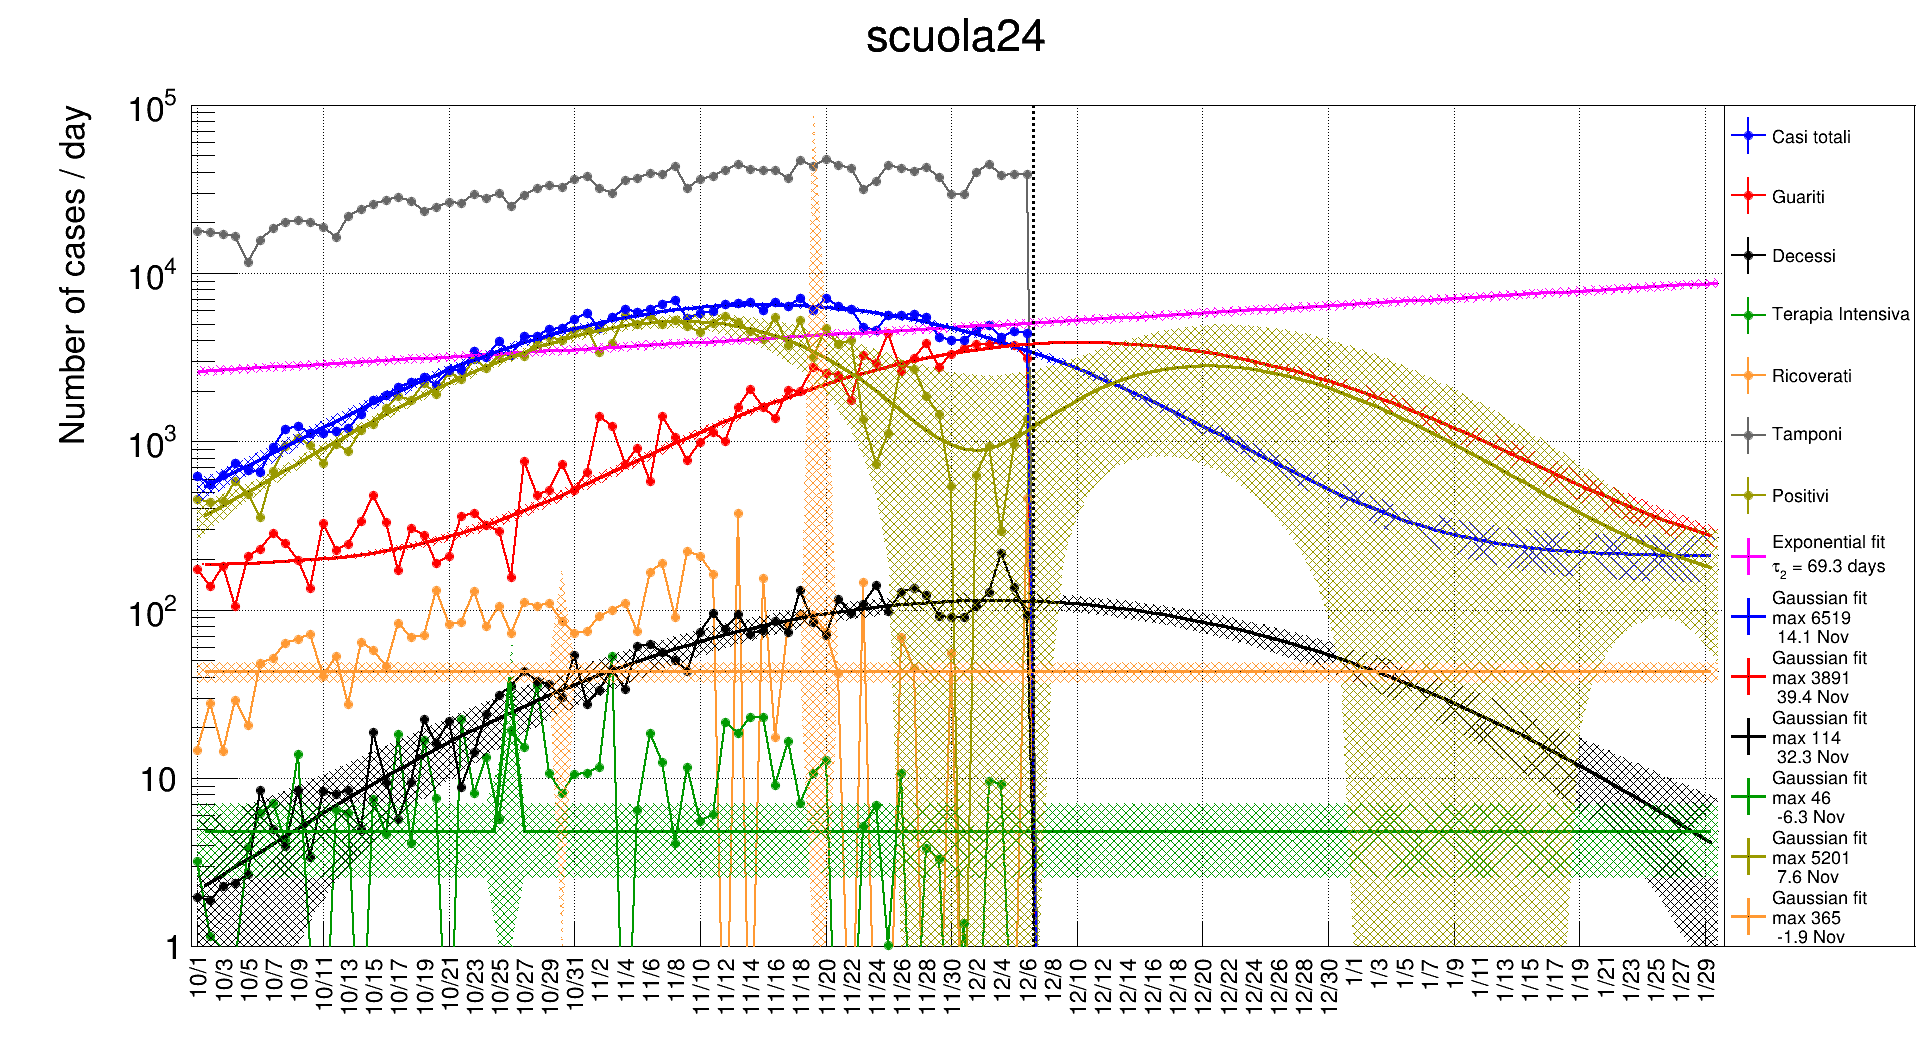 scuola24
Number of cases / day
10^5
10^4
10^3
10^2
10
1
10/1 10/3 10/5 10/7 10/9 10/11 10/13 10/15 10/17 10/19 10/21 10/23 10/25 10/27 10/29 10/31 11/2 11/4 11/6 11/8 11/10 11/12 11/14 11/16 11/18 11/20 11/22 11/24 11/26 11/28 11/30 12/2 12/4 12/6 12/8 12/10 12/12 12/14 12/16 12/18 12/20 12/22 12/24 12/26 12/28 12/30 1/1 1/3 1/5 1/7 1/9 1/11 1/13 1/15 1/17 1/19 1/21 1/23 1/25 1/27 1/29
Casi totali
Guariti
Decessi
Terapia Intensiva
Ricoverati
Tamponi
Positivi
Exponential fit
τ2 = 69.3 days
Gaussian fit
max 6519
14.1 Nov
Gaussian fit
max 3891
39.4 Nov
Gaussian fit
max 114
32.3 Nov
Gaussian fit
max 46
-6.3 Nov
Gaussian fit
max 5201
7.6 Nov
Gaussian fit
max 365
-1.9 Nov